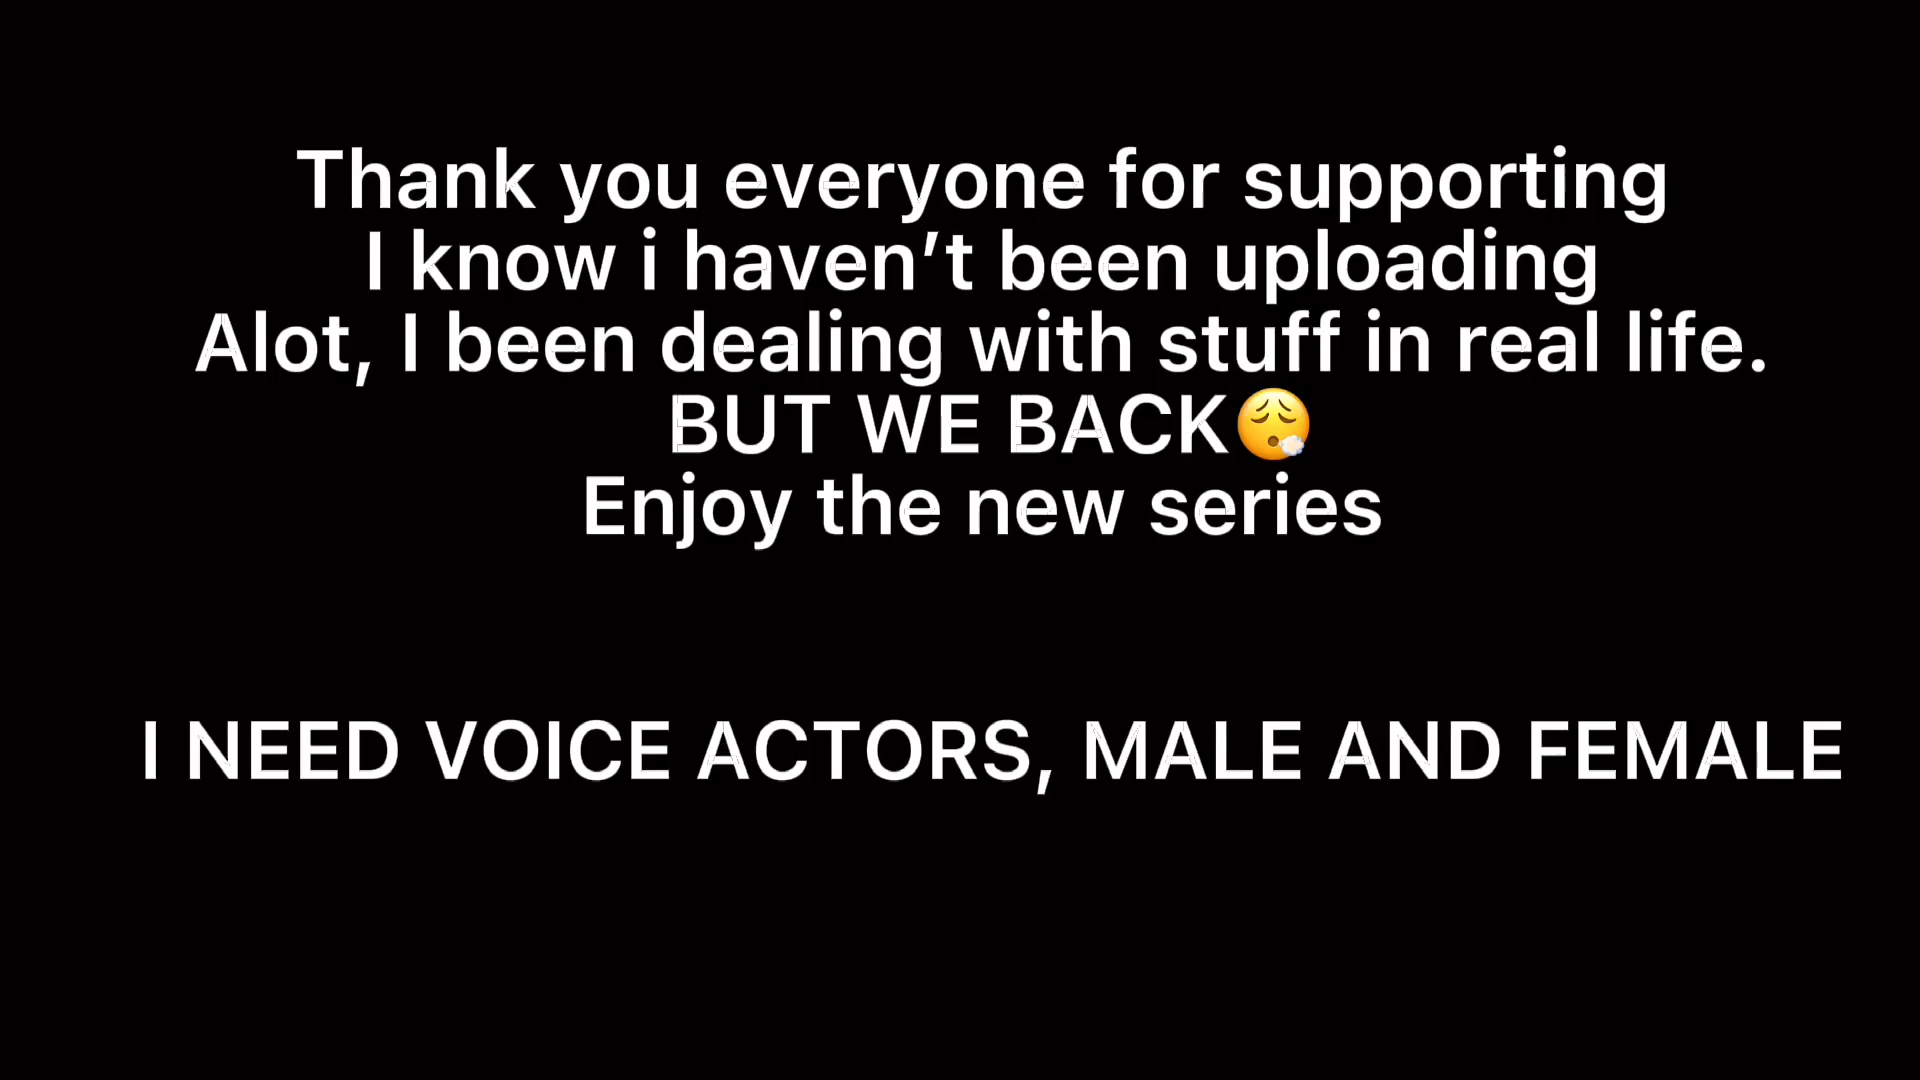 Thank you everyone for supporting
I know i haven’t been uploading
Alot, I been dealing with stuff in real life.
BUT WE BACK😮‍💨
Enjoy the new series
I NEED VOICE ACTORS, MALE AND FEMALE